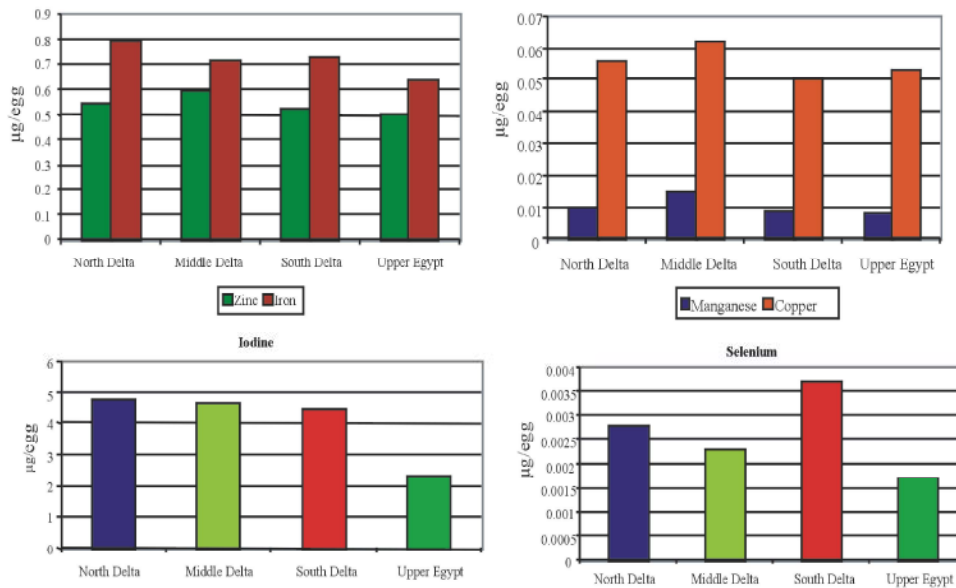 0.9
0.8
0.7
0.6
0.5
0.4
0.3
0.2
0.1
0
µg/egg
North Delta Middle Delta South Delta Upper Egypt
Zinc Iron
0.07
0.06
0.05
0.04
0.03
0.02
0.01
0
µg/egg
North Delta Middle Delta South Delta Upper Egypt
Manganese Copper
Iodine
6
5
4
3
2
1
0
µg/egg
North Delta Middle Delta South Delta Upper Egypt
Selenium
0.004
0.0035
0.003
0.0025
0.002
0.0015
0.001
0.0005
0
µg/egg
North Delta Middle Delta South Delta Upper Egypt